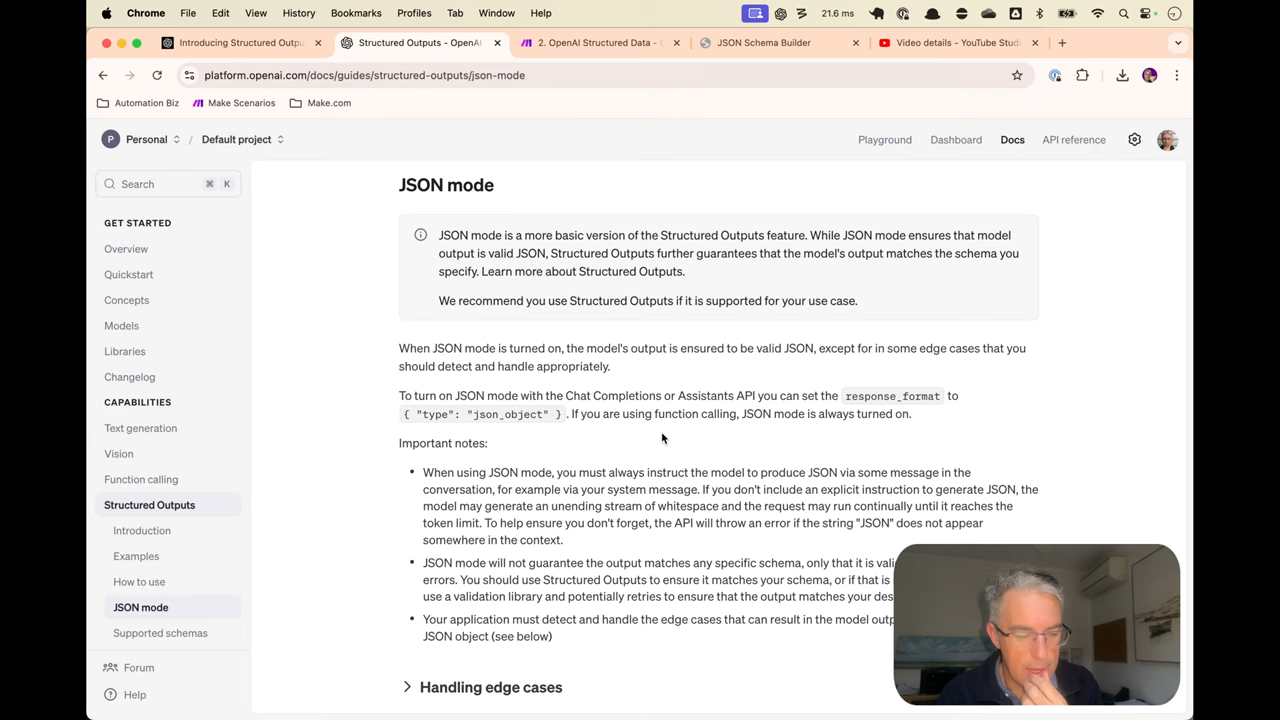 Chrome File Edit View History Bookmarks Profiles Tab Window Help 21.6 ms
Introducing Structured Outpu
Structured Outputs - OpenAI
2. OpenAI Structured Data -
JSON Schema Builder
Video details - YouTube Studi
platform.openai.com/docs/guides/structured-outputs/json-mode
Automation Biz Make Scenarios Make.com
P Personal / Default project
Playground Dashboard Docs API reference
Search ⌘ K
GET STARTED
Overview
Quickstart
Concepts
Models
Libraries
Changelog
CAPABILITIES
Text generation
Vision
Function calling
Structured Outputs
Introduction
Examples
How to use
JSON mode
Supported schemas
Forum
Help
JSON mode
JSON mode is a more basic version of the Structured Outputs feature. While JSON mode ensures that model
output is valid JSON, Structured Outputs further guarantees that the model's output matches the schema you
specify. Learn more about Structured Outputs.
We recommend you use Structured Outputs if it is supported for your use case.
When JSON mode is turned on, the model's output is ensured to be valid JSON, except for in some edge cases that you
should detect and handle appropriately.
To turn on JSON mode with the Chat Completions or Assistants API you can set the response_format to
{ "type": "json_object" }. If you are using function calling, JSON mode is always turned on.
Important notes:
• When using JSON mode, you must always instruct the model to produce JSON via some message in the
conversation, for example via your system message. If you don't include an explicit instruction to generate JSON, the
model may generate an unending stream of whitespace and the request may run continually until it reaches the
token limit. To help ensure you don't forget, the API will throw an error if the string "JSON" does not appear
somewhere in the context.
• JSON mode will not guarantee the output matches any specific schema, only that it is vali
errors. You should use Structured Outputs to ensure it matches your schema, or if that is
use a validation library and potentially retries to ensure that the output matches your des
• Your application must detect and handle the edge cases that can result in the model outp
JSON object (see below)
Handling edge cases